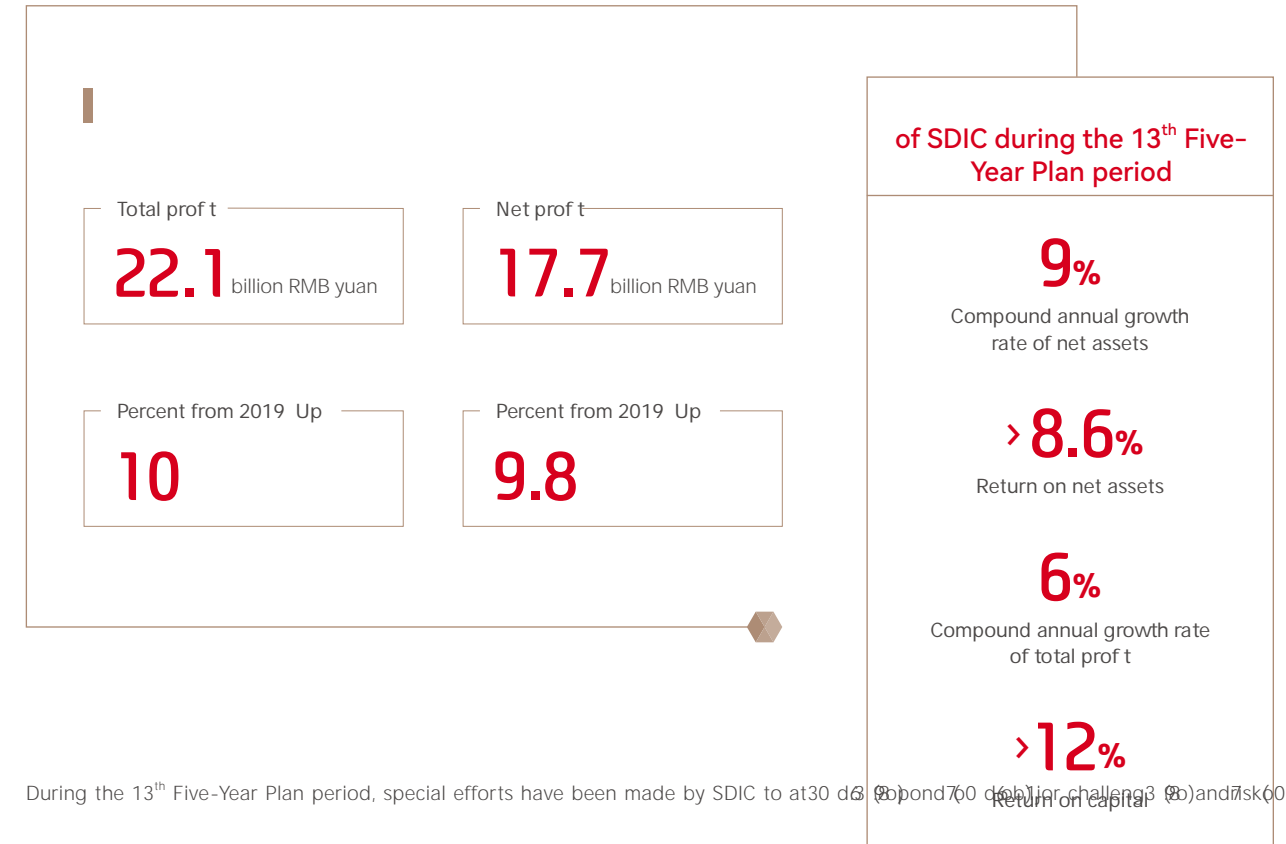 Total prof t
22.1 billion RMB yuan
Net prof t
17.7 billion RMB yuan
Percent from 2019 Up
10
Percent from 2019 Up
9.8
of SDIC during the 13th Five-
Year Plan period
9%
Compound annual growth
rate of net assets
>8.6%
Return on net assets
6%
Compound annual growth rate
of total prof t
>12%
Return on capital
During the 13th Five-Year Plan period, special efforts have been made by SDIC to